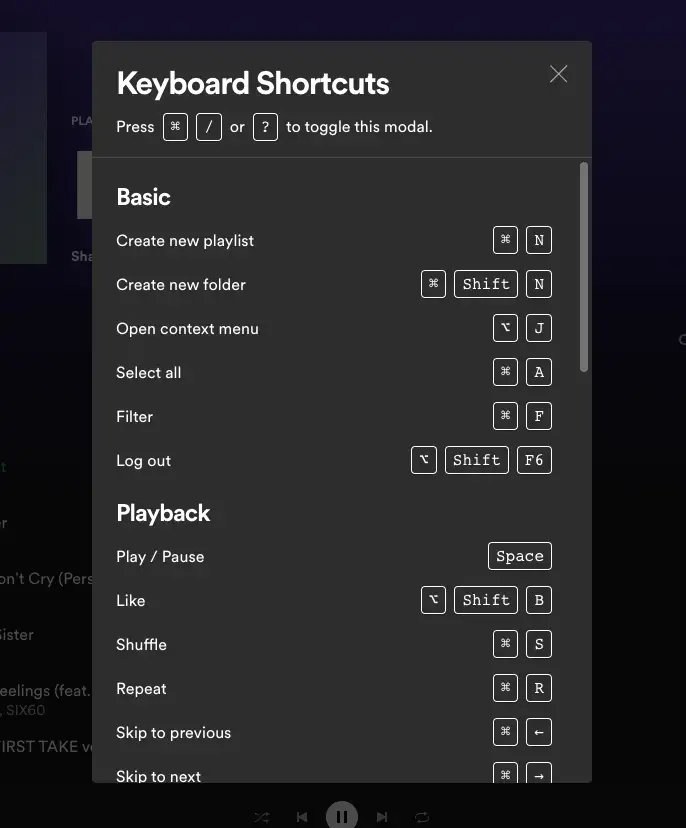 Keyboard Shortcuts
Press ⌘ / or ? to toggle this modal.
Basic
Create new playlist ⌘ N
Create new folder ⌘ Shift N
Open context menu ⌥ J
Select all ⌘ A
Filter ⌘ F
Log out ⌥ Shift F6
Playback
Play / Pause Space
Like ⌥ Shift B
Shuffle ⌘ S
Repeat ⌘ R
Skip to previous ⌘ ←
Skip to next ⌘ →
PLA
Sha
t
r
on't Cry (Pers
Sister
eelings (feat.
, SIX60
IRST TAKE ve